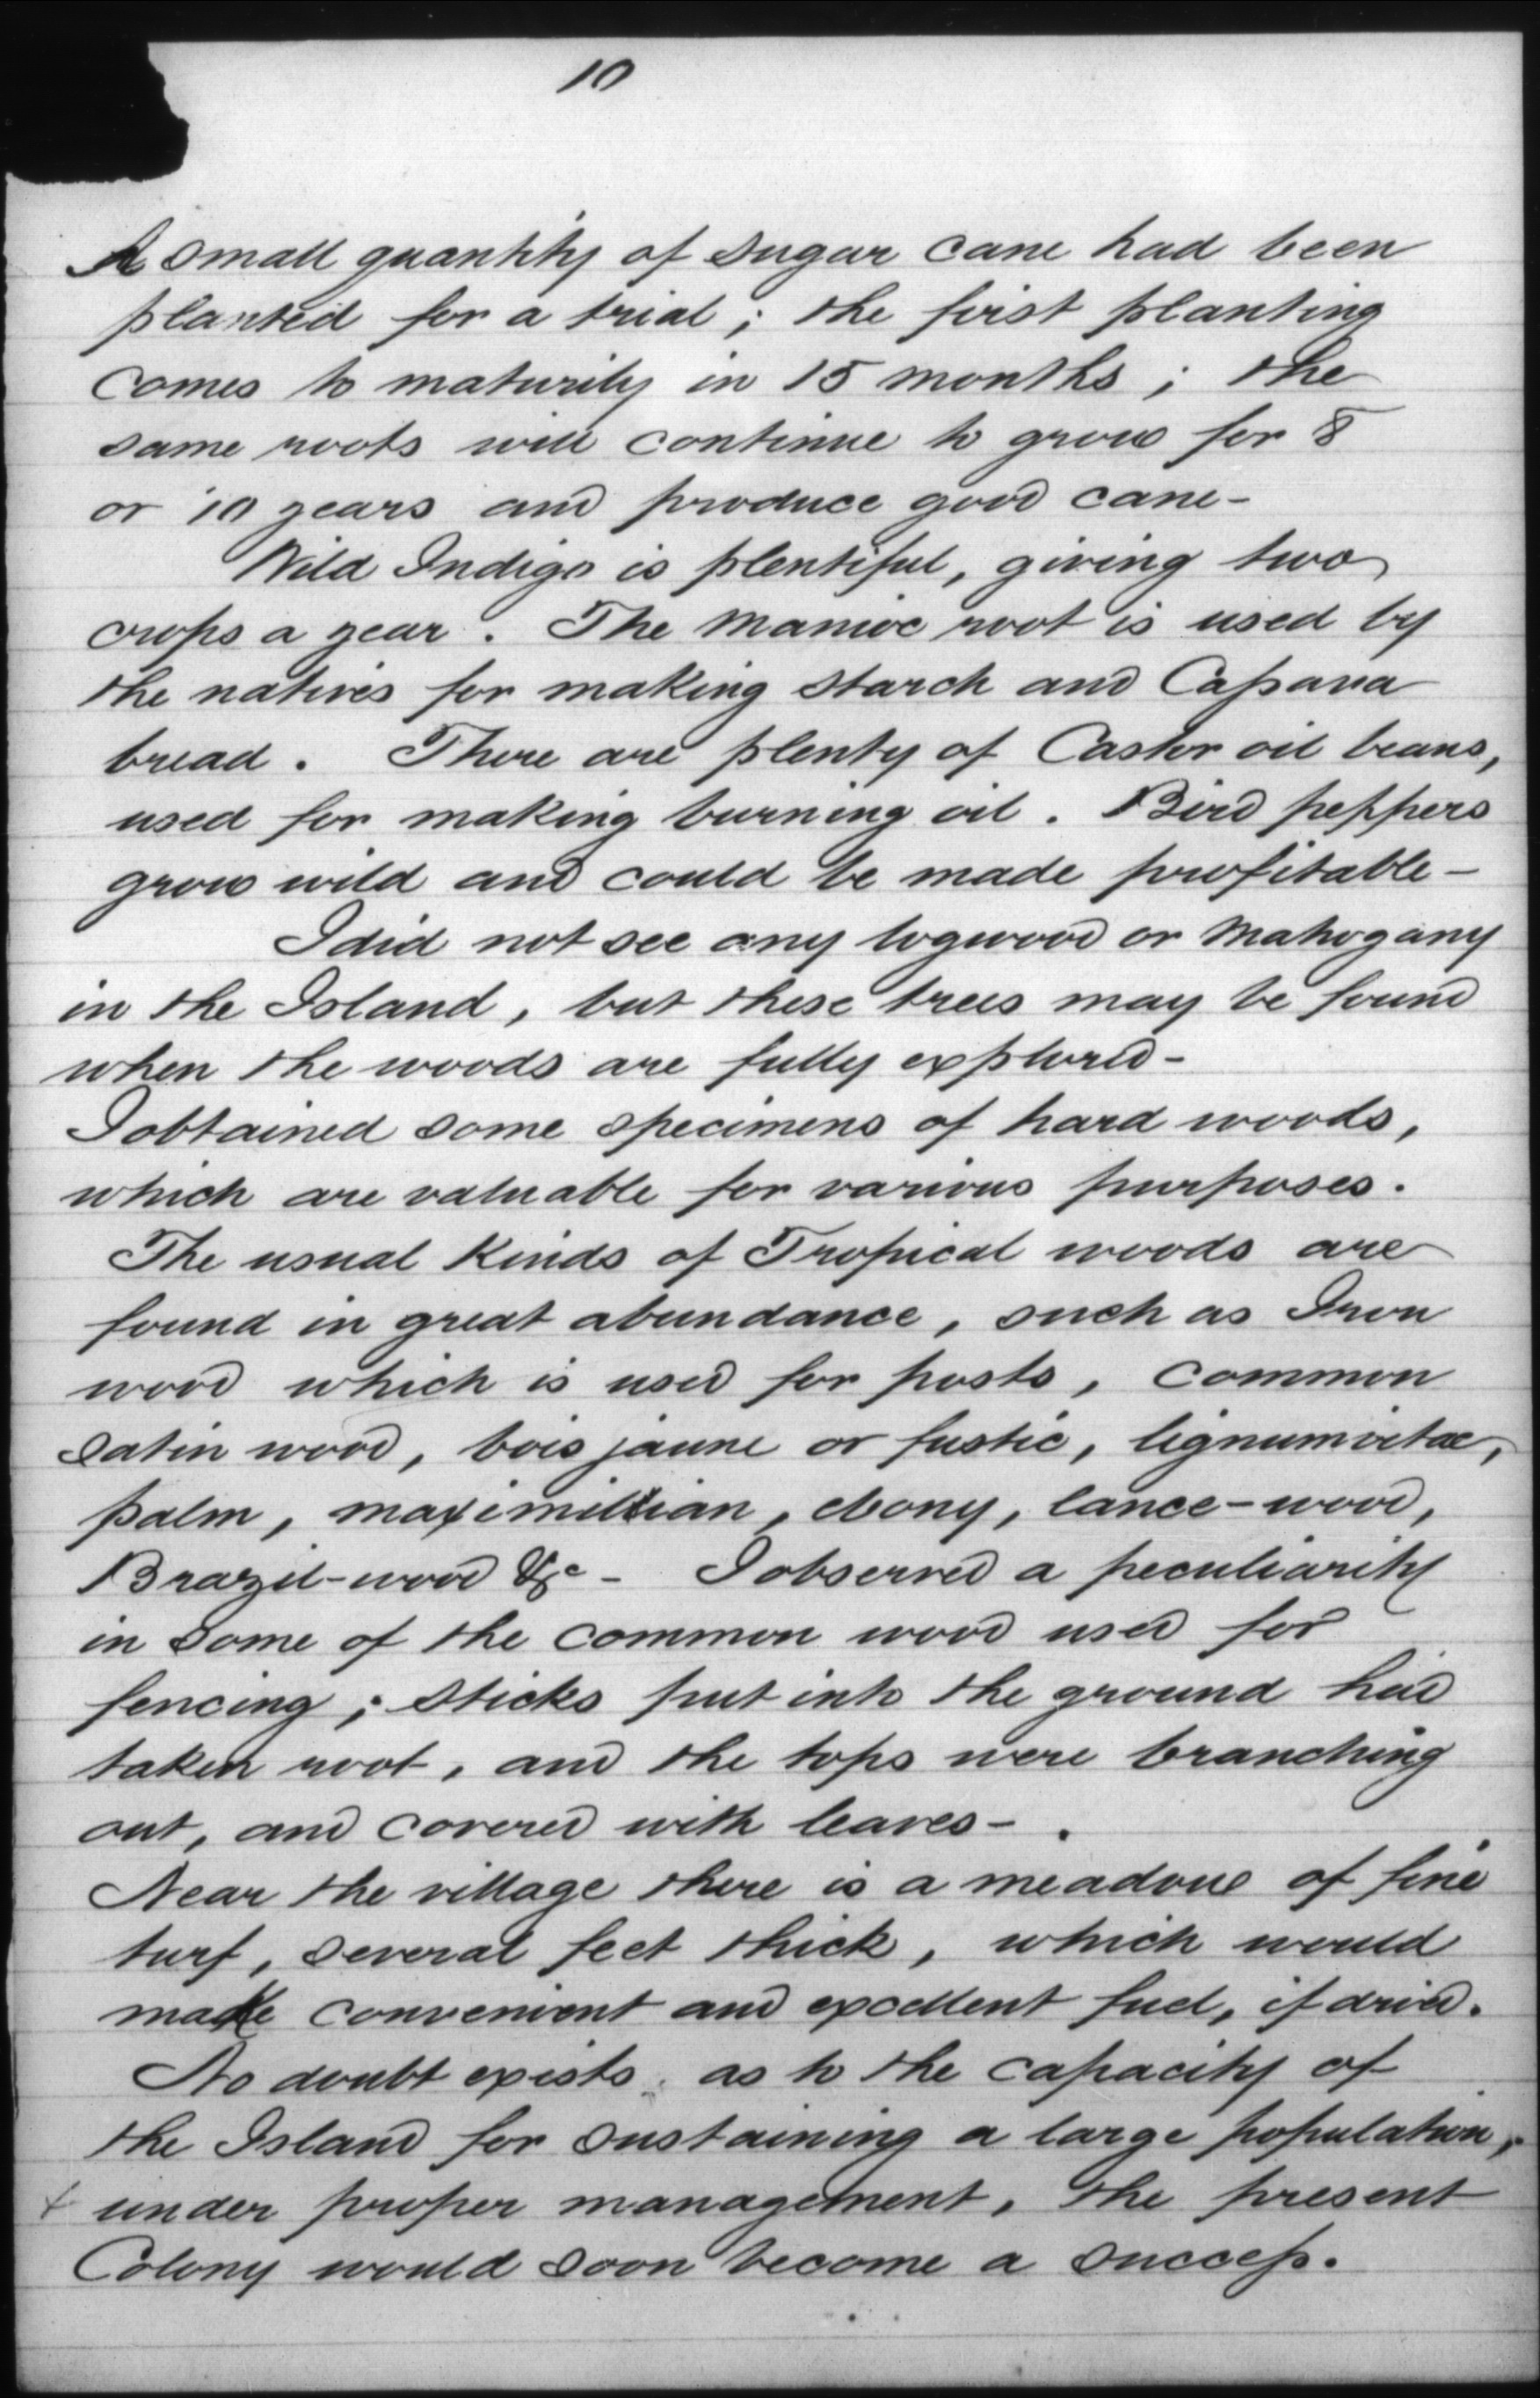 10
A small quantity of sugar cane had been
planted for a trial; the first planting
comes to maturity in 15 months; the
same roots will continue to grow for 8
or 10 years and produce good cane-
Wild Indigo is plentiful, giving two
crops a year. The Manioc root is used by
the natives for making starch and Cassava
bread. There are plenty of Castor oil beans,
used for making burning oil. Bird peppers
grow wild and could be made profitable-
I did not see any logwood or Mahogany
in the Island, but these trees may be found
when the woods are fully explored-
I obtained some specimens of hard woods,
which are valuable for various purposes.
The usual kinds of Tropical woods are
found in great abundance, such as Iron
wood which is used for posts, common
satin wood, bois jaune or fustic, lignumvitae,
palm, maximillian, ebony, lance-wood,
Brazil-wood &c- I observed a peculiarity
in some of the common wood used for
fencing; sticks put into the ground had
taken root, and the tops were branching
out, and covered with leaves-.
Near the village there is a meadow of fine
turf, several feet thick, which would
make convenient and excellent fuel, if dried.
No doubt exists as to the capacity of
the Island for sustaining a large population,
+ under proper management, the present
Colony would soon become a success.